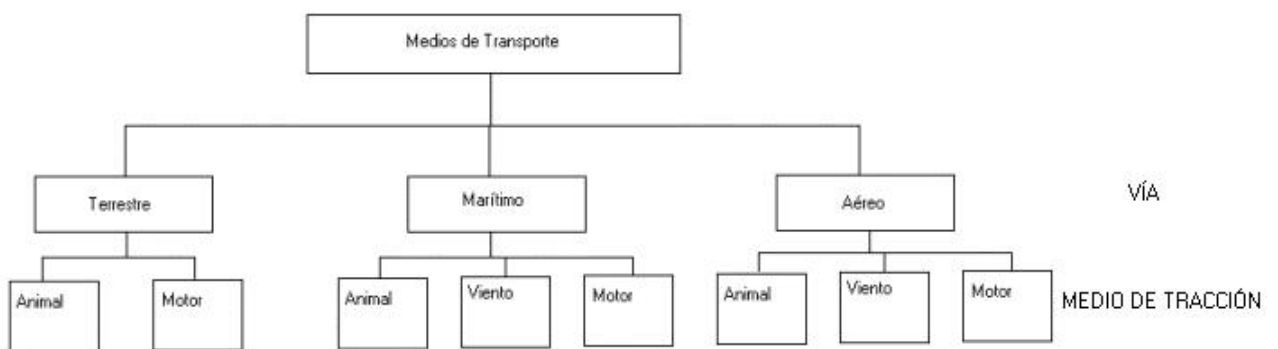 Medios de Transporte
Terrestre
Marítimo
Aéreo
VÍA
Animal
Motor
Animal
Viento
Motor
Animal
Viento
Motor
MEDIO DE TRACCIÓN